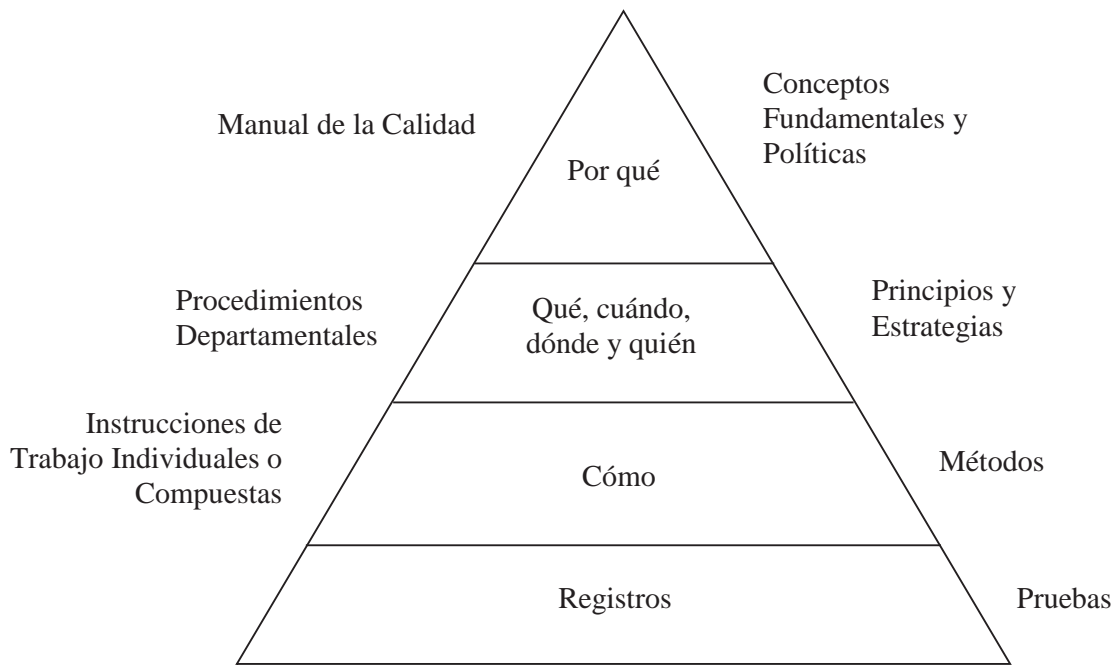 Manual de la Calidad
Por qué
Conceptos
Fundamentales y
Políticas
Procedimientos
Departamentales
Qué, cuándo,
dónde y quién
Principios y
Estrategias
Instrucciones de
Trabajo Individuales o
Compuestas
Cómo
Métodos
Registros
Pruebas